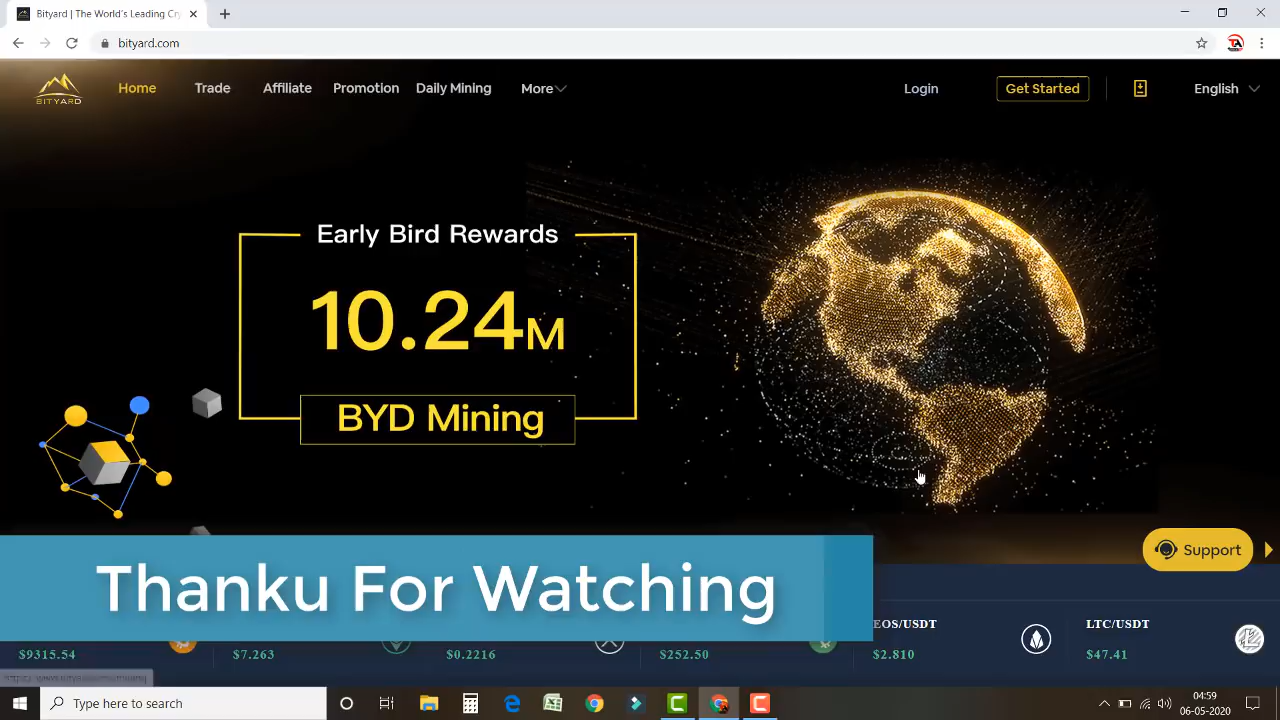 Bityard | The World's Leading Cry
bityard.com
BITYARD
Home
Trade
Affiliate
Promotion
Daily Mining
More
Login
Get Started
English
Early Bird Rewards
10.24M
BYD Mining
Support
Thanku For Watching
EOS/USDT
LTC/USDT
$9315.54
$7.263
$0.2216
$252.50
$2.810
$47.41
Type here to search
04:59
06-05-2020